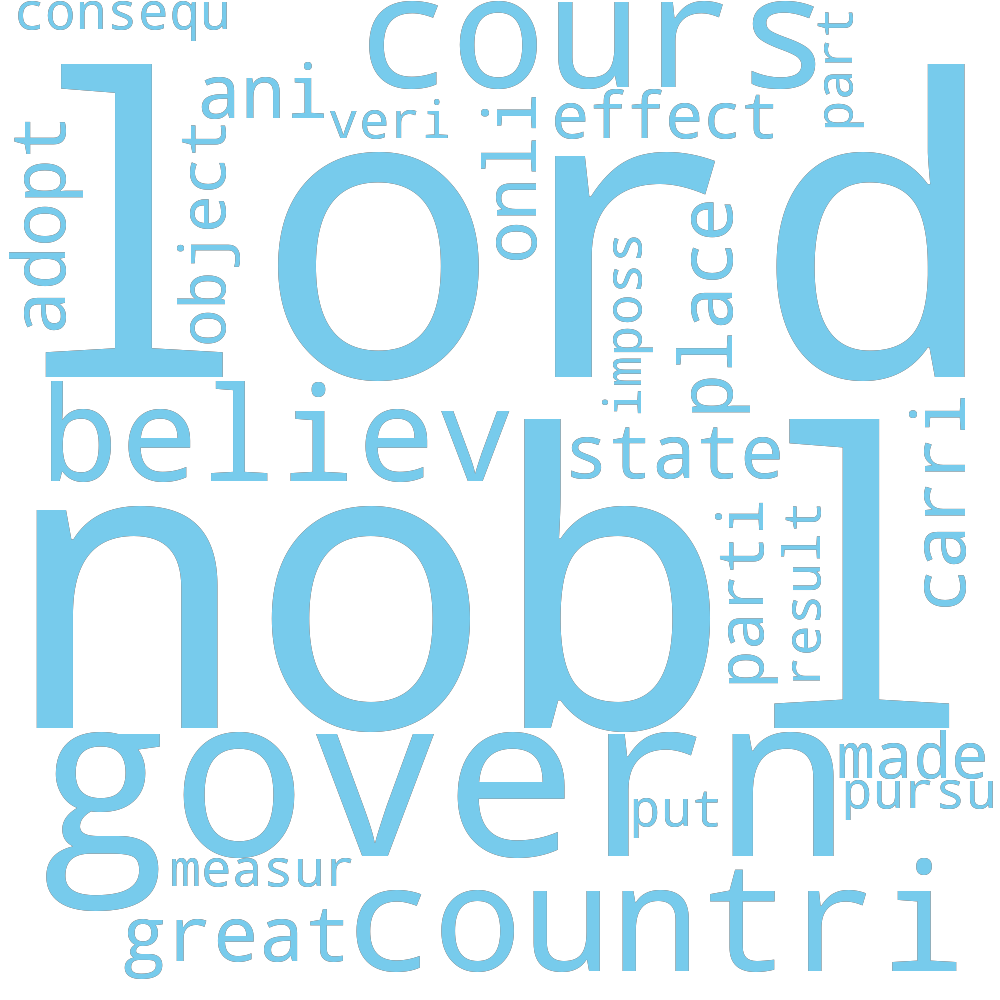 consequ
cours
part
ani
veri
onli
effect
adopt
object
lord
imposs
place
believ
state
carri
nobl
parti
result
govern
made
pursu
put
measur
great
countri